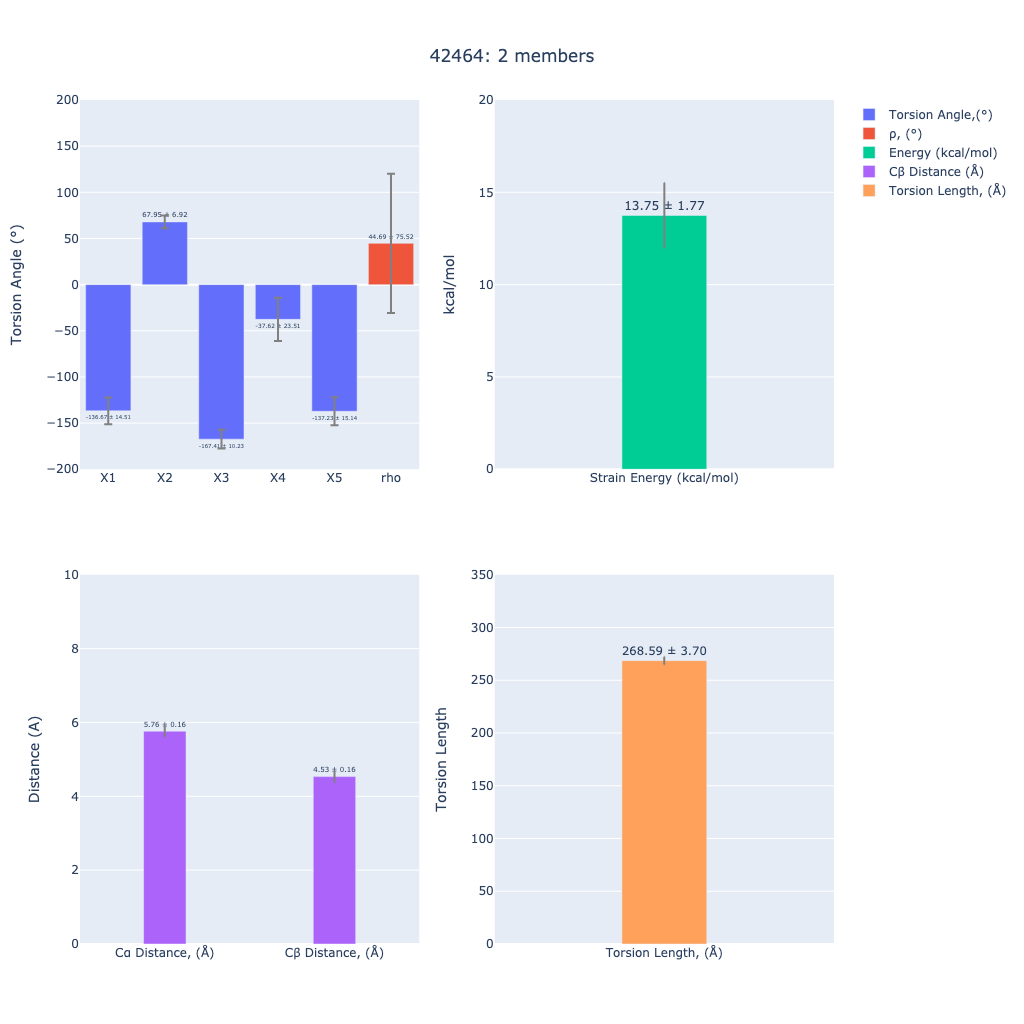 42464: 2 members
Torsion Angle (°)
200
150
100
50
0
−50
−100
−150
−200
-136.67 ± 14.51
67.95 ± 6.92
-167.41 ± 10.23
-37.62 ± 23.51
-137.23 ± 15.14
44.69 ± 75.52
X1 X2 X3 X4 X5 rho
kcal/mol
20
15
10
5
0
13.75 ± 1.77
Strain Energy (kcal/mol)
Torsion Angle,(°)
ρ, (°)
Energy (kcal/mol)
Cβ Distance (Å)
Torsion Length, (Å)
Distance (A)
10
8
6
4
2
0
5.76 ± 0.16
4.53 ± 0.16
Cα Distance, (Å) Cβ Distance, (Å)
Torsion Length
350
300
250
200
150
100
50
0
268.59 ± 3.70
Torsion Length, (Å)